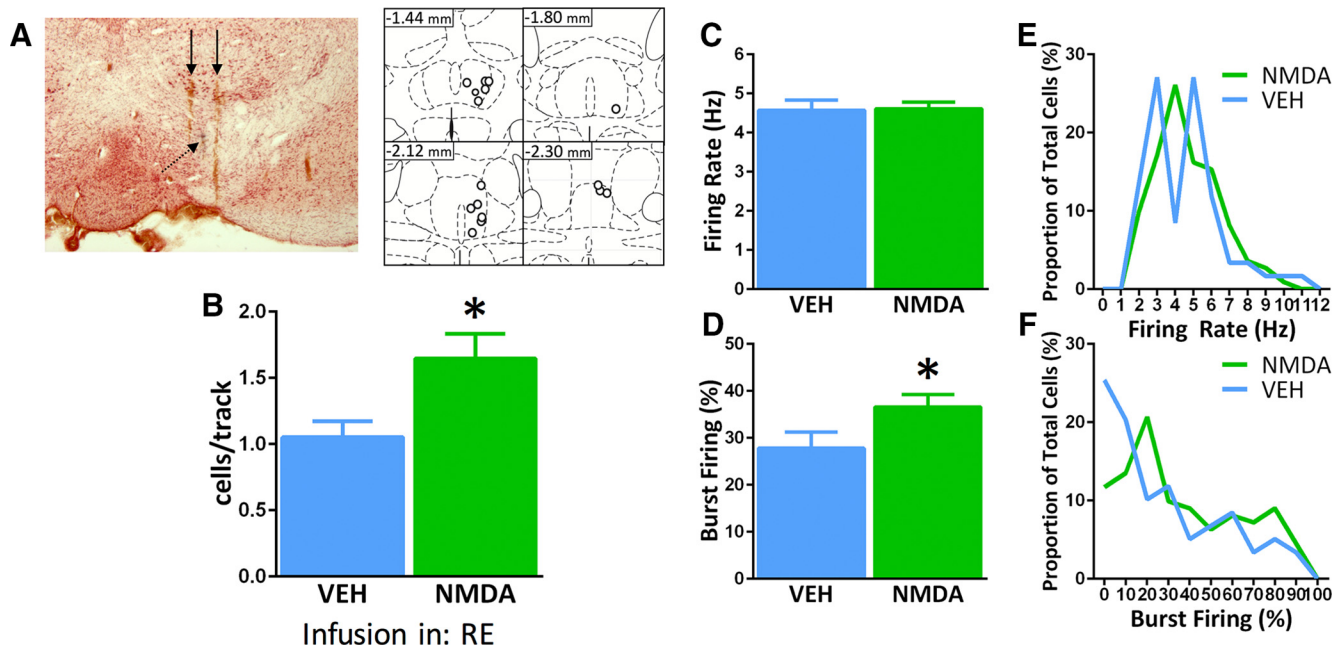 A
-1.44 mm
-1.80 mm
-2.12 mm
-2.30 mm
B
cells/track
2.0
1.5
1.0
0.5
0.0
*
VEH
NMDA
Infusion in: RE
C
Firing Rate (Hz)
6
5
4
3
2
1
0
VEH
NMDA
D
Burst Firing (%)
50
40
30
20
10
0
*
VEH
NMDA
E
Proportion of Total Cells (%)
30
20
10
0
NMDA
VEH
0 1 2 3 4 5 6 7 8 9 10 11 12
Firing Rate (Hz)
F
Proportion of Total Cells (%)
30
20
10
0
NMDA
VEH
0 10 20 30 40 50 60 70 80 90 100
Burst Firing (%)